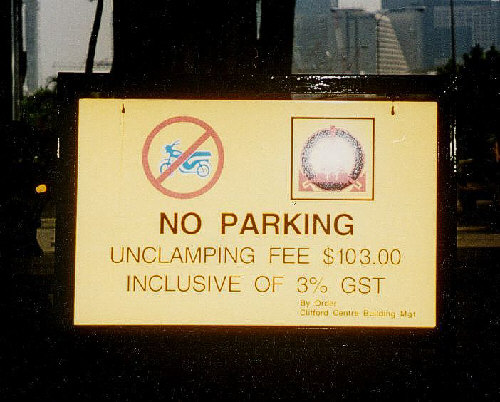 NO PARKING
UNCLAMPING FEE $103.00
INCLUSIVE OF 3% GST
By Order
Clifford Centre Building Mgt